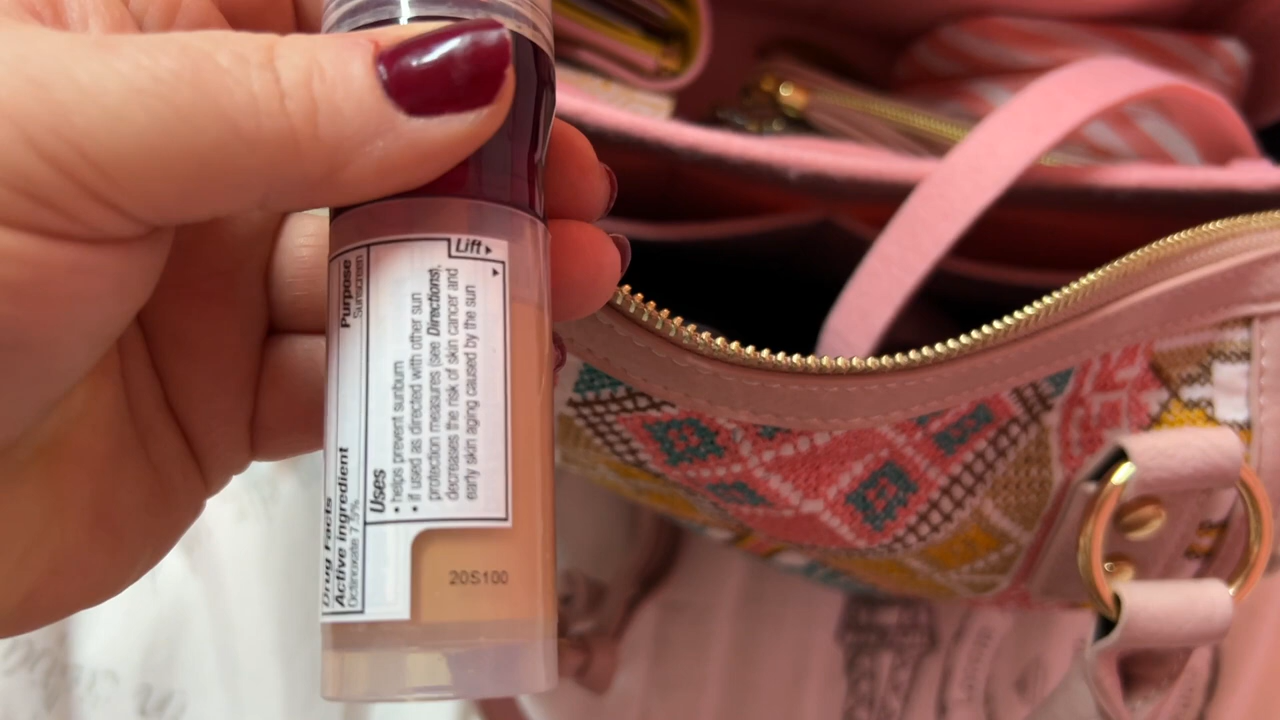 Lift ▸
Drug Facts
Active ingredient
Octinoxate 7.5%
Purpose
Sunscreen
Uses
• helps prevent sunburn
• if used as directed with other sun
protection measures (see Directions),
decreases the risk of skin cancer and
early skin aging caused by the sun
20S100